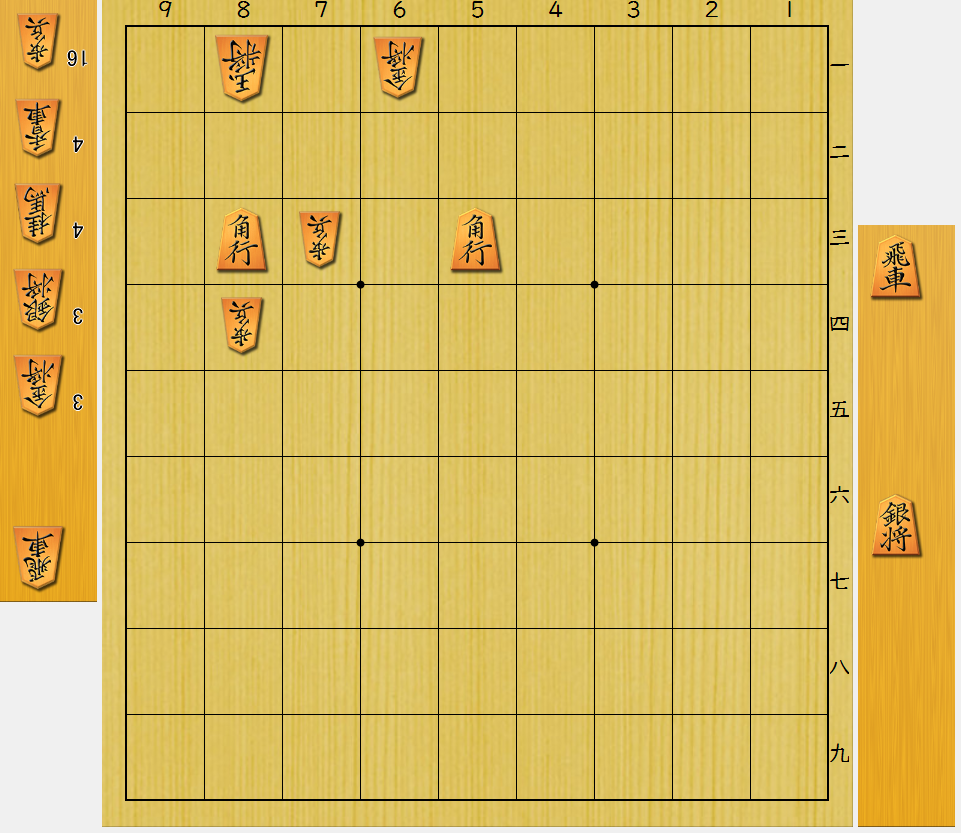 9 8 7 6 5 4 3 2 1
歩兵 16
香車 4
桂馬 4
銀将 3
金将 3
飛車
玉将 金将
角行 歩兵 角行
歩兵
一
二
三
四
五
六
七
八
九
飛車
銀将